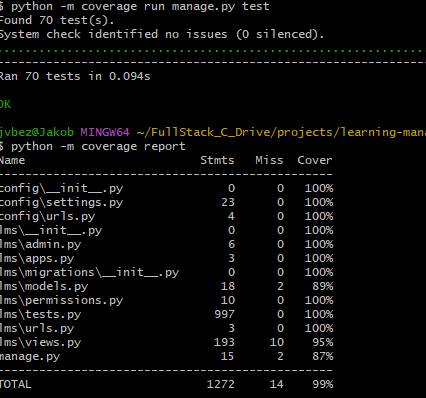 $ python -m coverage run manage.py test
Found 70 test(s).
System check identified no issues (0 silenced).
......................................................................
----------------------------------------------------------------------
Ran 70 tests in 0.094s
OK
jvbez@Jakob MINGW64 ~/FullStack_C_Drive/projects/learning-mana
$ python -m coverage report
Name Stmts Miss Cover
-----------------------------------------------
config\__init__.py 0 0 100%
config\settings.py 23 0 100%
config\urls.py 4 0 100%
lms\__init__.py 0 0 100%
lms\admin.py 6 0 100%
lms\apps.py 3 0 100%
lms\migrations\__init__.py 0 0 100%
lms\models.py 18 2 89%
lms\permissions.py 10 0 100%
lms\tests.py 997 0 100%
lms\urls.py 3 0 100%
lms\views.py 193 10 95%
manage.py 15 2 87%
-----------------------------------------------
TOTAL 1272 14 99%